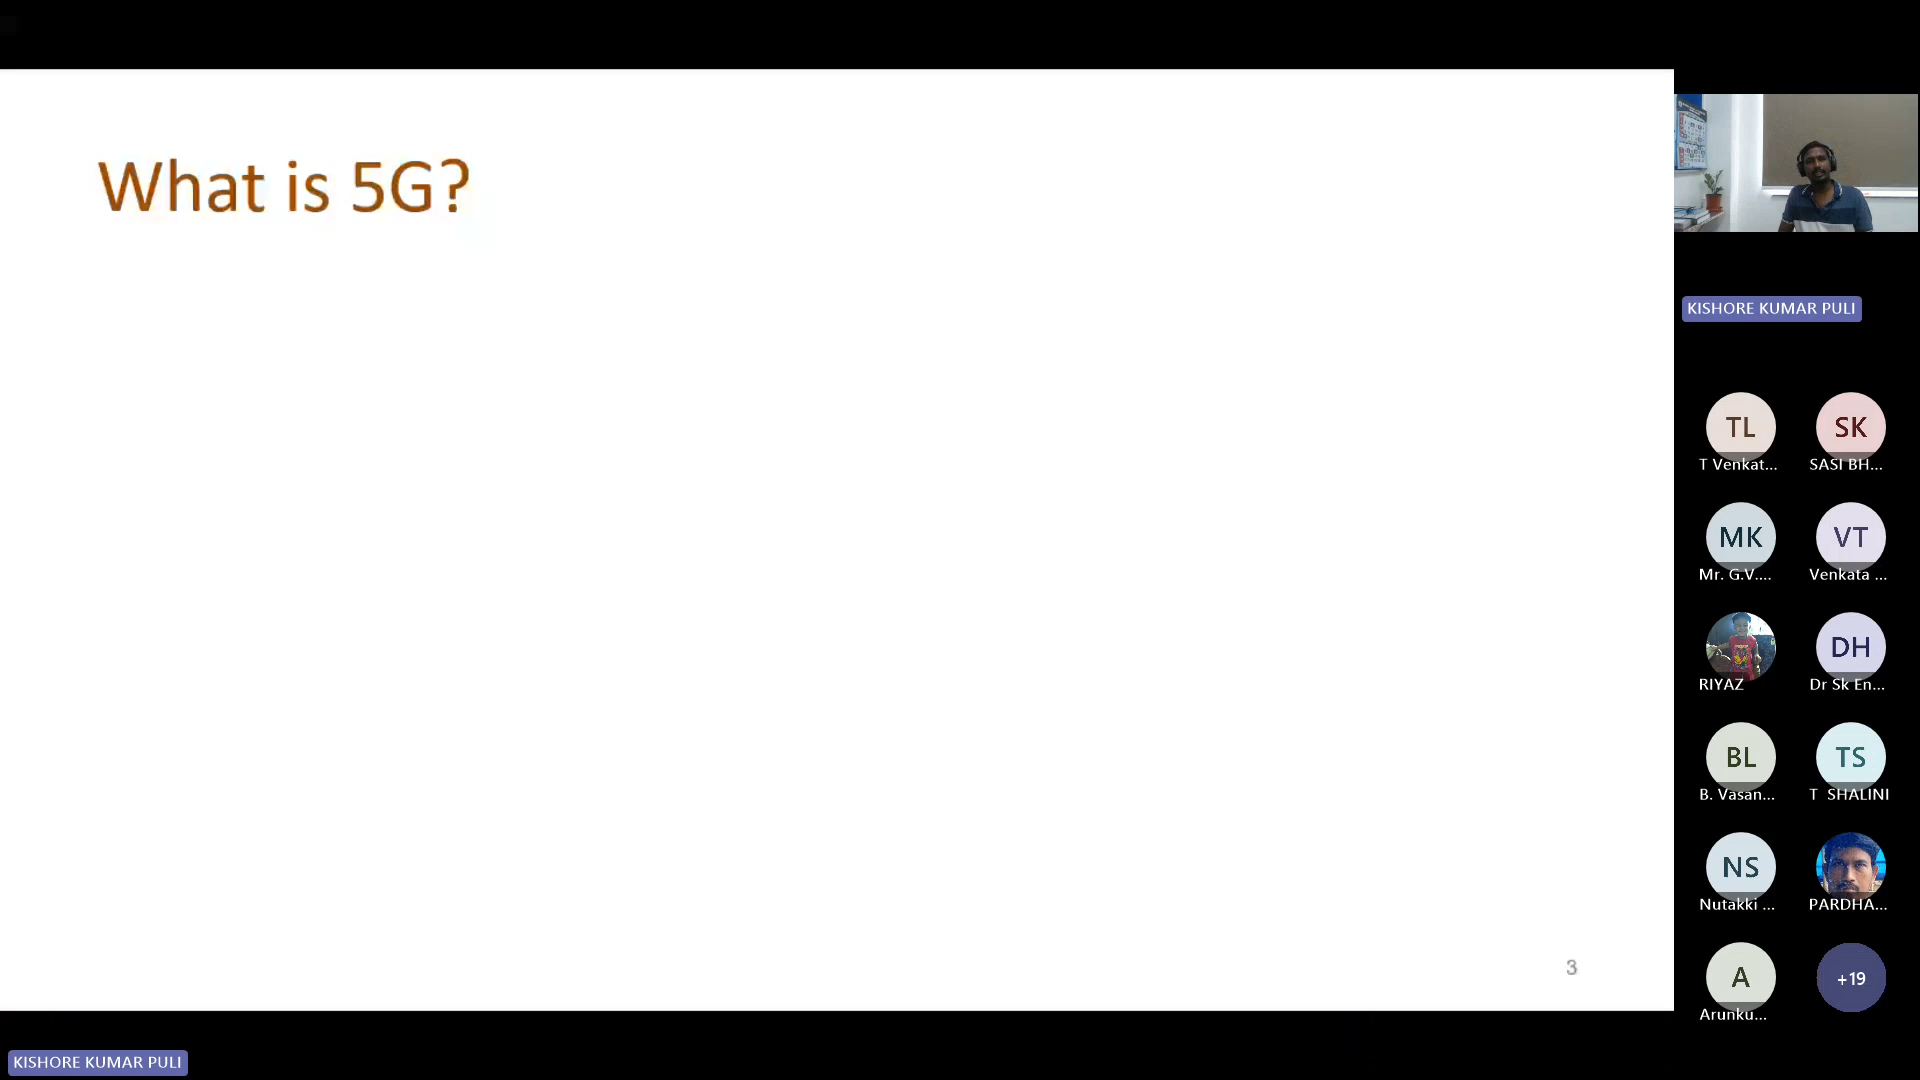 What is 5G?
3
KISHORE KUMAR PULI
TL
T Venkat...
SK
SASI BH...
MK
Mr. G.V....
VT
Venkata ...
RIYAZ
DH
Dr Sk En...
BL
B. Vasan...
TS
T SHALINI
NS
Nutakki ...
PARDHA...
A
Arunku...
+19
KISHORE KUMAR PULI